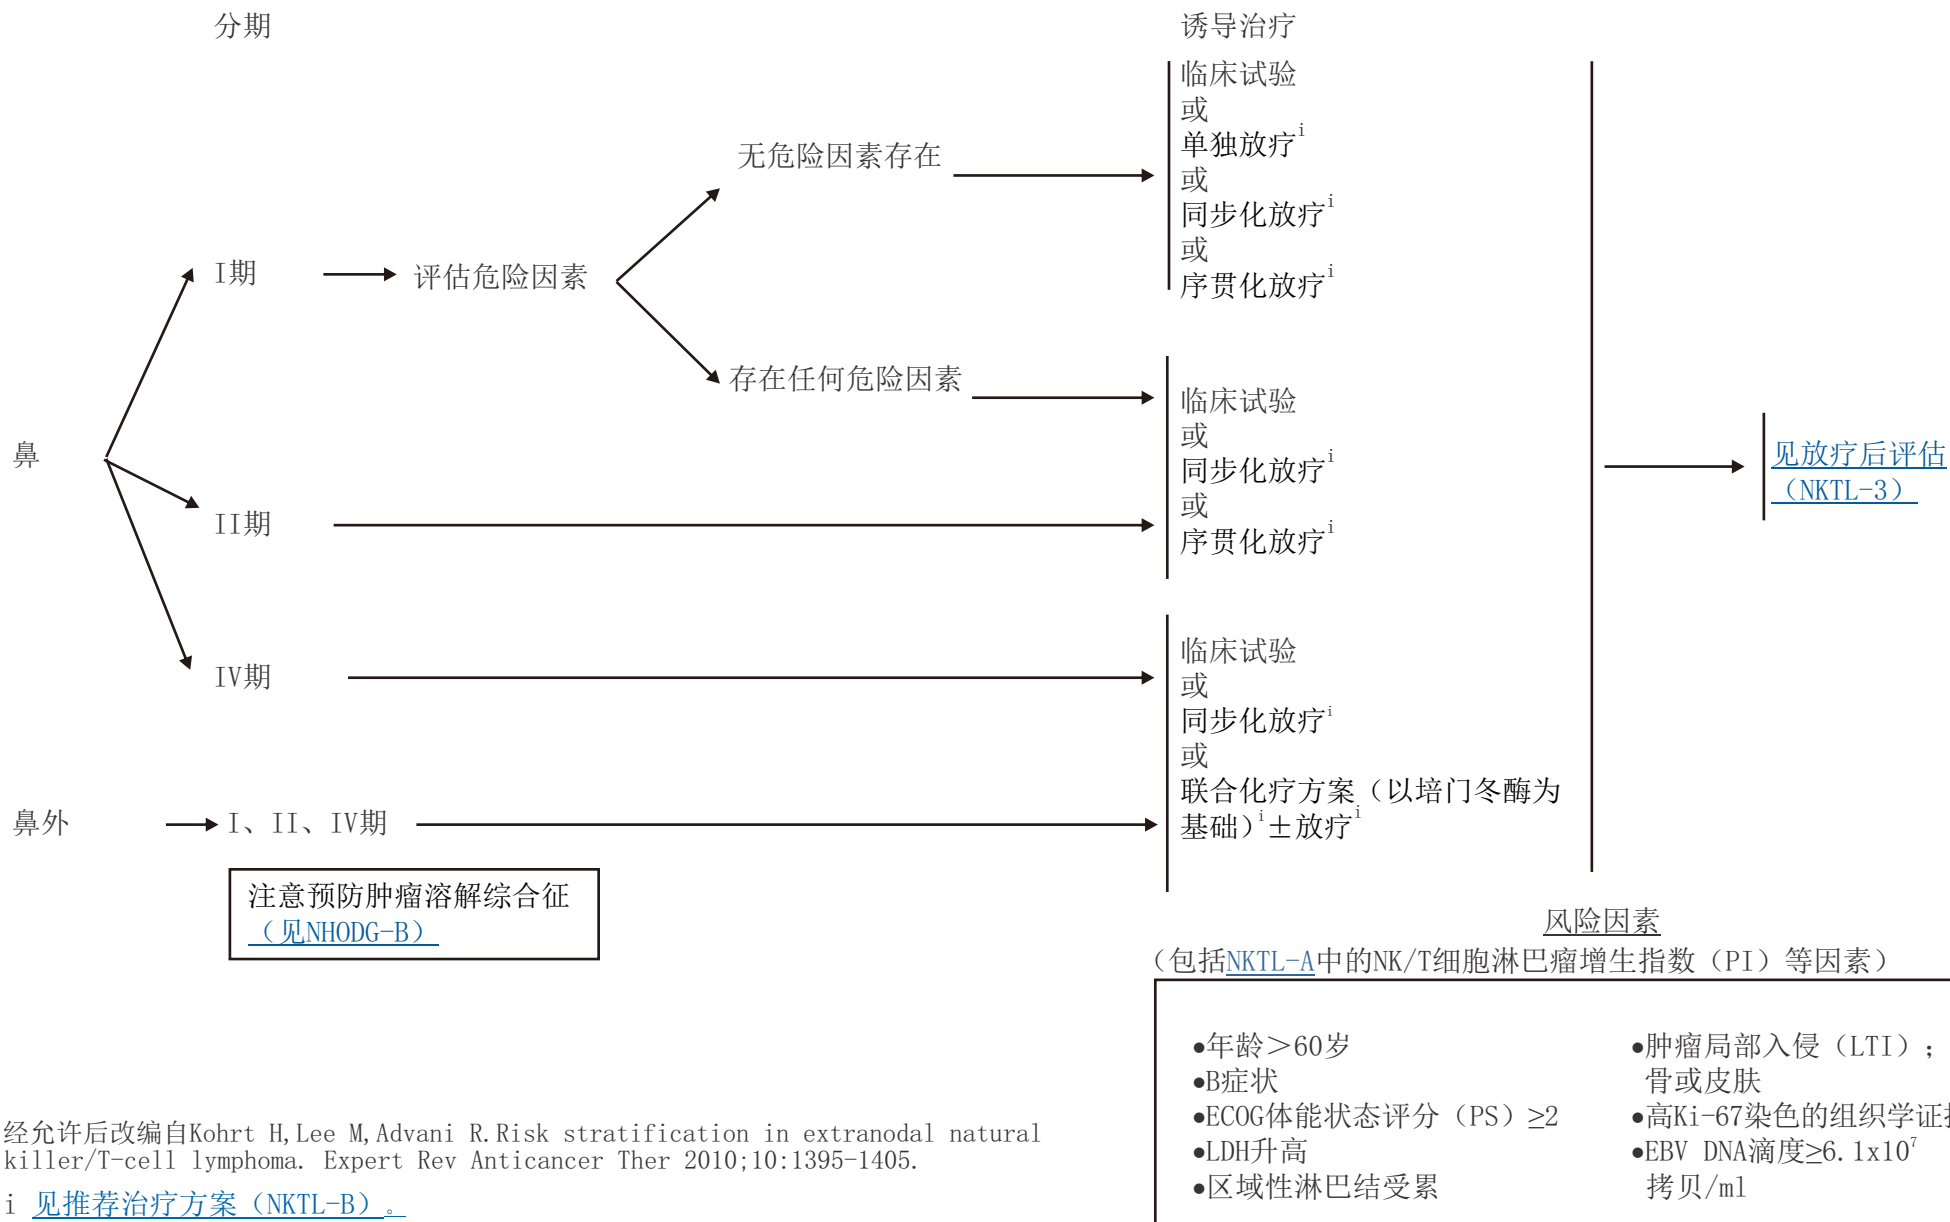 分期
诱导治疗
临床试验
或
单独放疗i
或
同步化放疗i
或
序贯化放疗i
无危险因素存在
I期
评估危险因素
存在任何危险因素
临床试验
或
同步化放疗i
或
序贯化放疗i
鼻
见放疗后评估
（NKTL-3）
II期
IV期
临床试验
或
同步化放疗i
或
联合化疗方案（以培门冬酶为
基础）i±放疗i
鼻外
I、II、IV期
注意预防肿瘤溶解综合征
（见NHODG-B）
风险因素
（包括NKTL-A中的NK/T细胞淋巴瘤增生指数（PI）等因素）
●年龄＞60岁
●B症状
●ECOG体能状态评分（PS）≥2
●LDH升高
●区域性淋巴结受累
●肿瘤局部入侵（LTI）；
骨或皮肤
●高Ki-67染色的组织学证
●EBV DNA滴度≥6.1x10⁷
拷贝/ml
经允许后改编自Kohrt H,Lee M,Advani R.Risk stratification in extranodal natural
killer/T-cell lymphoma. Expert Rev Anticancer Ther 2010;10:1395-1405.
i 见推荐治疗方案（NKTL-B）。